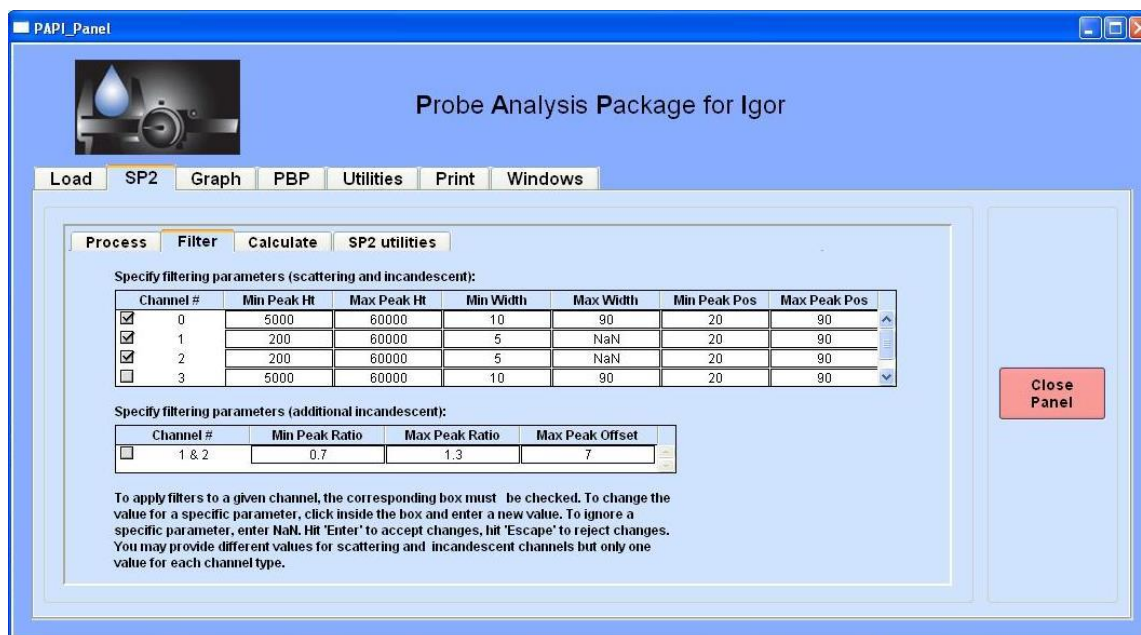 PAPI_Panel
Probe Analysis Package for Igor
Load SP2 Graph PBP Utilities Print Windows
Process Filter Calculate SP2 utilities
Specify filtering parameters (scattering and incandescent):
Channel # Min Peak Ht Max Peak Ht Min Width Max Width Min Peak Pos Max Peak Pos
0 5000 60000 10 90 20 90
1 200 60000 5 NaN 20 90
2 200 60000 5 NaN 20 90
3 5000 60000 10 90 20 90
Specify filtering parameters (additional incandescent):
Channel # Min Peak Ratio Max Peak Ratio Max Peak Offset
1 & 2 0.7 1.3 7
To apply filters to a given channel, the corresponding box must be checked. To change the
value for a specific parameter, click inside the box and enter a new value. To ignore a
specific parameter, enter NaN. Hit 'Enter' to accept changes, hit 'Escape' to reject changes.
You may provide different values for scattering and incandescent channels but only one
value for each channel type.
Close
Panel